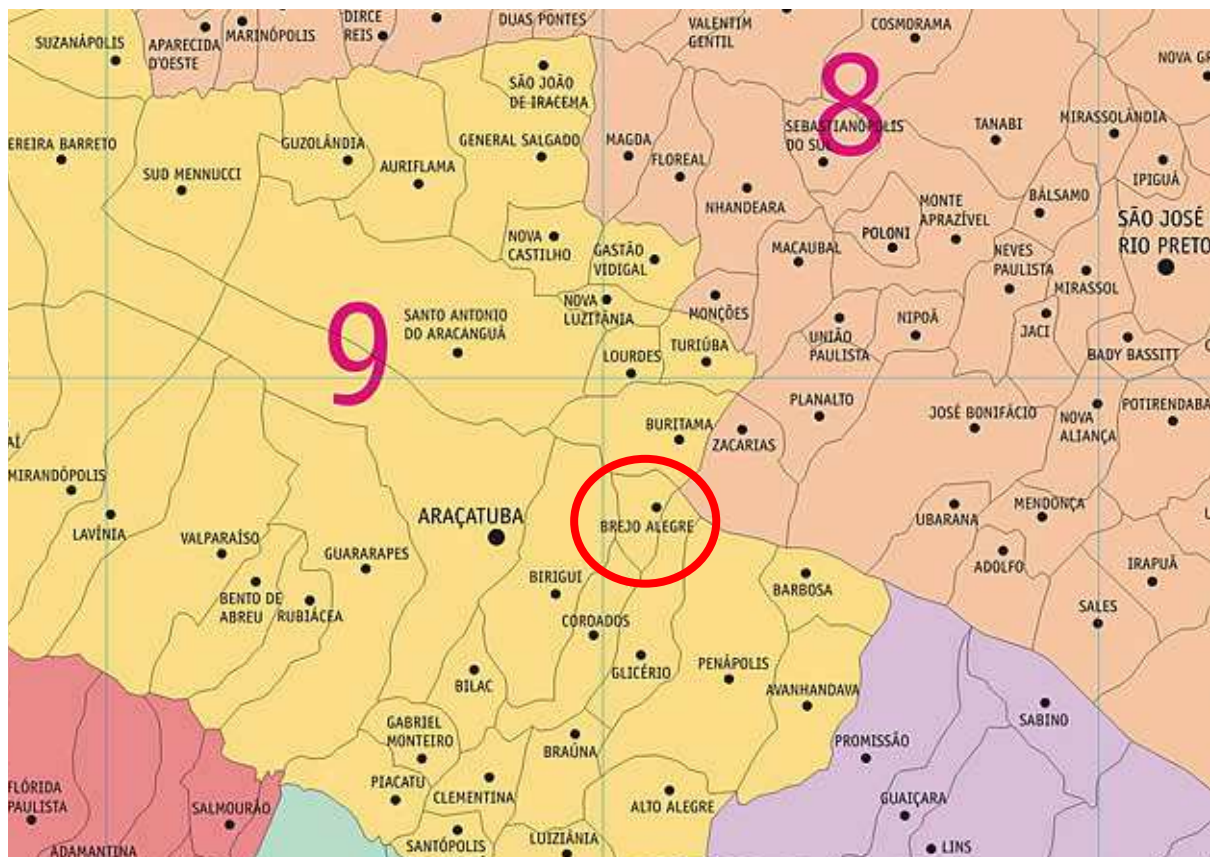 SUZANÁPOLIS
APARECIDA
D'OESTE
MARINÓPOLIS
DIRCE
REIS
DUAS PONTES
VALENTIM
GENTIL
COSMORAMA
NOVA GR
SÃO JOÃO
DE IRACEMA
8
EREIRA BARRETO
SUD MENNUCCI
GUZOLÂNDIA
AURIFLAMA
GENERAL SALGADO
MAGDA
FLOREAL
SEBASTIANÓPOLIS
DO SUL
TANABI
MIRASSOLÂNDIA
IPIGUÁ
NHANDEARA
BÁLSAMO
MONTE
APRAZÍVEL
POLONI
SÃO JOSÉ
RIO PRETO
NOVA
CASTILHO
GASTÃO
VIDIGAL
MACAUBAL
NEVES
PAULISTA
MIRASSOL
9
SANTO ANTONIO
DO ARACANGUÁ
NOVA
LUZITÂNIA
MONÇÕES
UNIÃO
PAULISTA
NIPOÃ
JACI
BADY BASSITT
LOURDES
TURIÚBA
BURITAMA
ZACARIAS
PLANALTO
JOSÉ BONIFÁCIO
NOVA
ALIANÇA
POTIRENDABA
AÍ
MIRANDÓPOLIS
LAVÍNIA
VALPARAÍSO
ARAÇATUBA
BREJO ALEGRE
UBARANA
MENDONÇA
GUARARAPES
BENTO DE
ABREU
RUBIÁCEA
BIRIGUI
BARBOSA
ADOLFO
IRAPUÃ
COROADOS
SALES
GLICÉRIO
PENÁPOLIS
BILAC
AVANHANDAVA
SABINO
GABRIEL
MONTEIRO
BRAÚNA
PROMISSÃO
FLÓRIDA
PAULISTA
SALMOURÃO
PIACATU
CLEMENTINA
ALTO ALEGRE
GUAIÇARA
ADAMANTINA
SANTÓPOLIS
LUIZIÂNIA
LINS